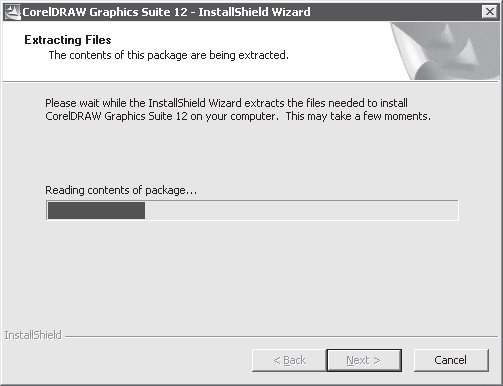 CorelDRAW Graphics Suite 12 - InstallShield Wizard
Extracting Files
The contents of this package are being extracted.
Please wait while the InstallShield Wizard extracts the files needed to install
CorelDRAW Graphics Suite 12 on your computer.  This may take a few moments.
Reading contents of package...
InstallShield
< Back
Next >
Cancel